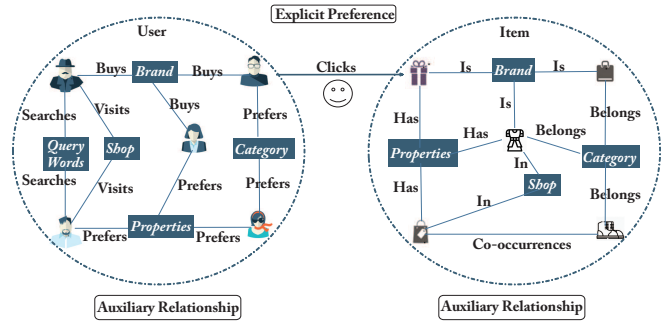 Explicit Preference
User
Item
Buys
Brand
Buys
Clicks
Is
Brand
Is
Searches
Visits
Buys
Prefers
Has
Is
Belongs
Query
Words
Shop
Category
Properties
Has
Belongs
Category
In
Searches
Visits
Prefers
Prefers
Has
Shop
Belongs
In
Prefers
Properties
Prefers
Co-occurrences
Auxiliary Relationship
Auxiliary Relationship